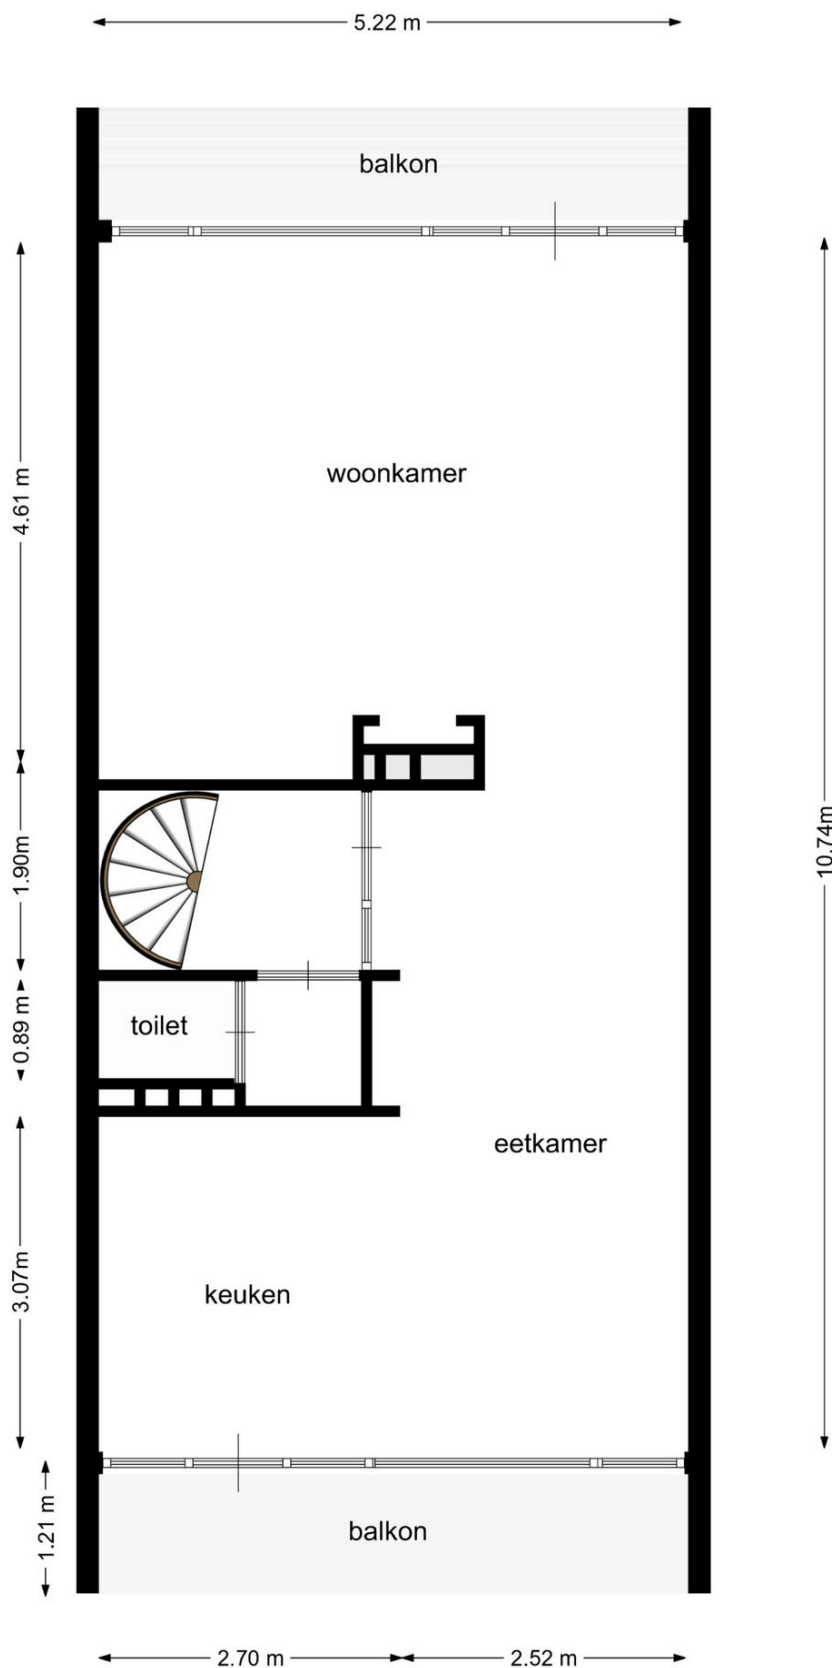 5.22 m
balkon
woonkamer
4.61 m
10.74m
1.90m
toilet
0.89 m
eetkamer
keuken
3.07m
balkon
1.21 m
2.70 m
2.52 m